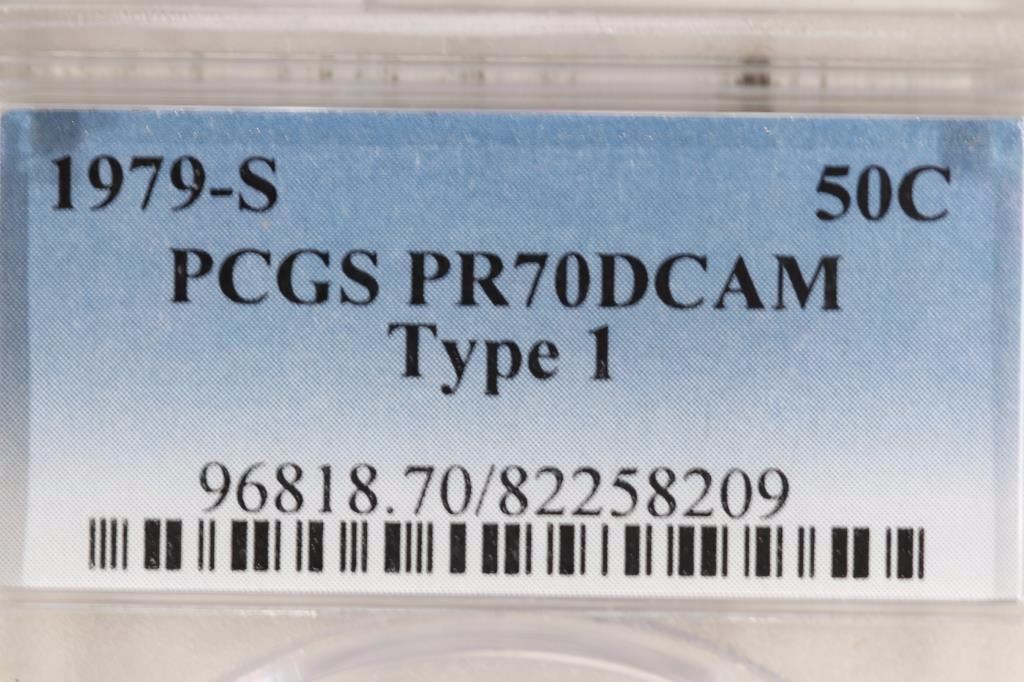 1979-S 50C
PCGS PR70DCAM
Type 1
96818.70/82258209